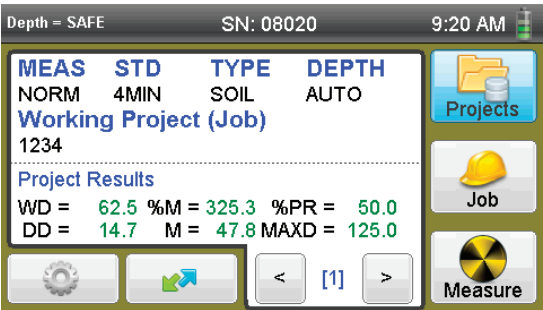 Depth = SAFE SN: 08020 9:20 AM
MEAS STD TYPE DEPTH
NORM 4MIN SOIL AUTO
Working Project (Job)
1234
Project Results
WD = 62.5 %M = 325.3 %PR = 50.0
DD = 14.7 M = 47.8 MAXD = 125.0
Projects
Job
< [1] >
Measure